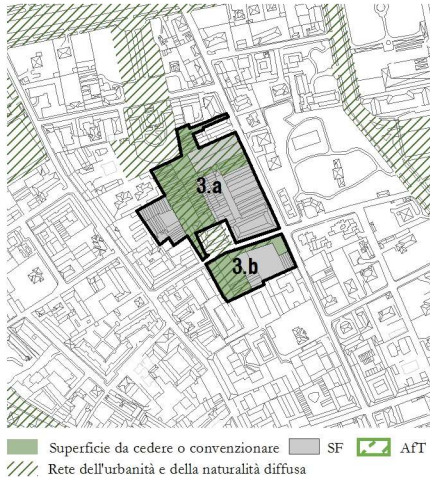 3.a
3.b
Superficie da cedere o convenzionare SF AfT
Rete dell'urbanità e della naturalità diffusa